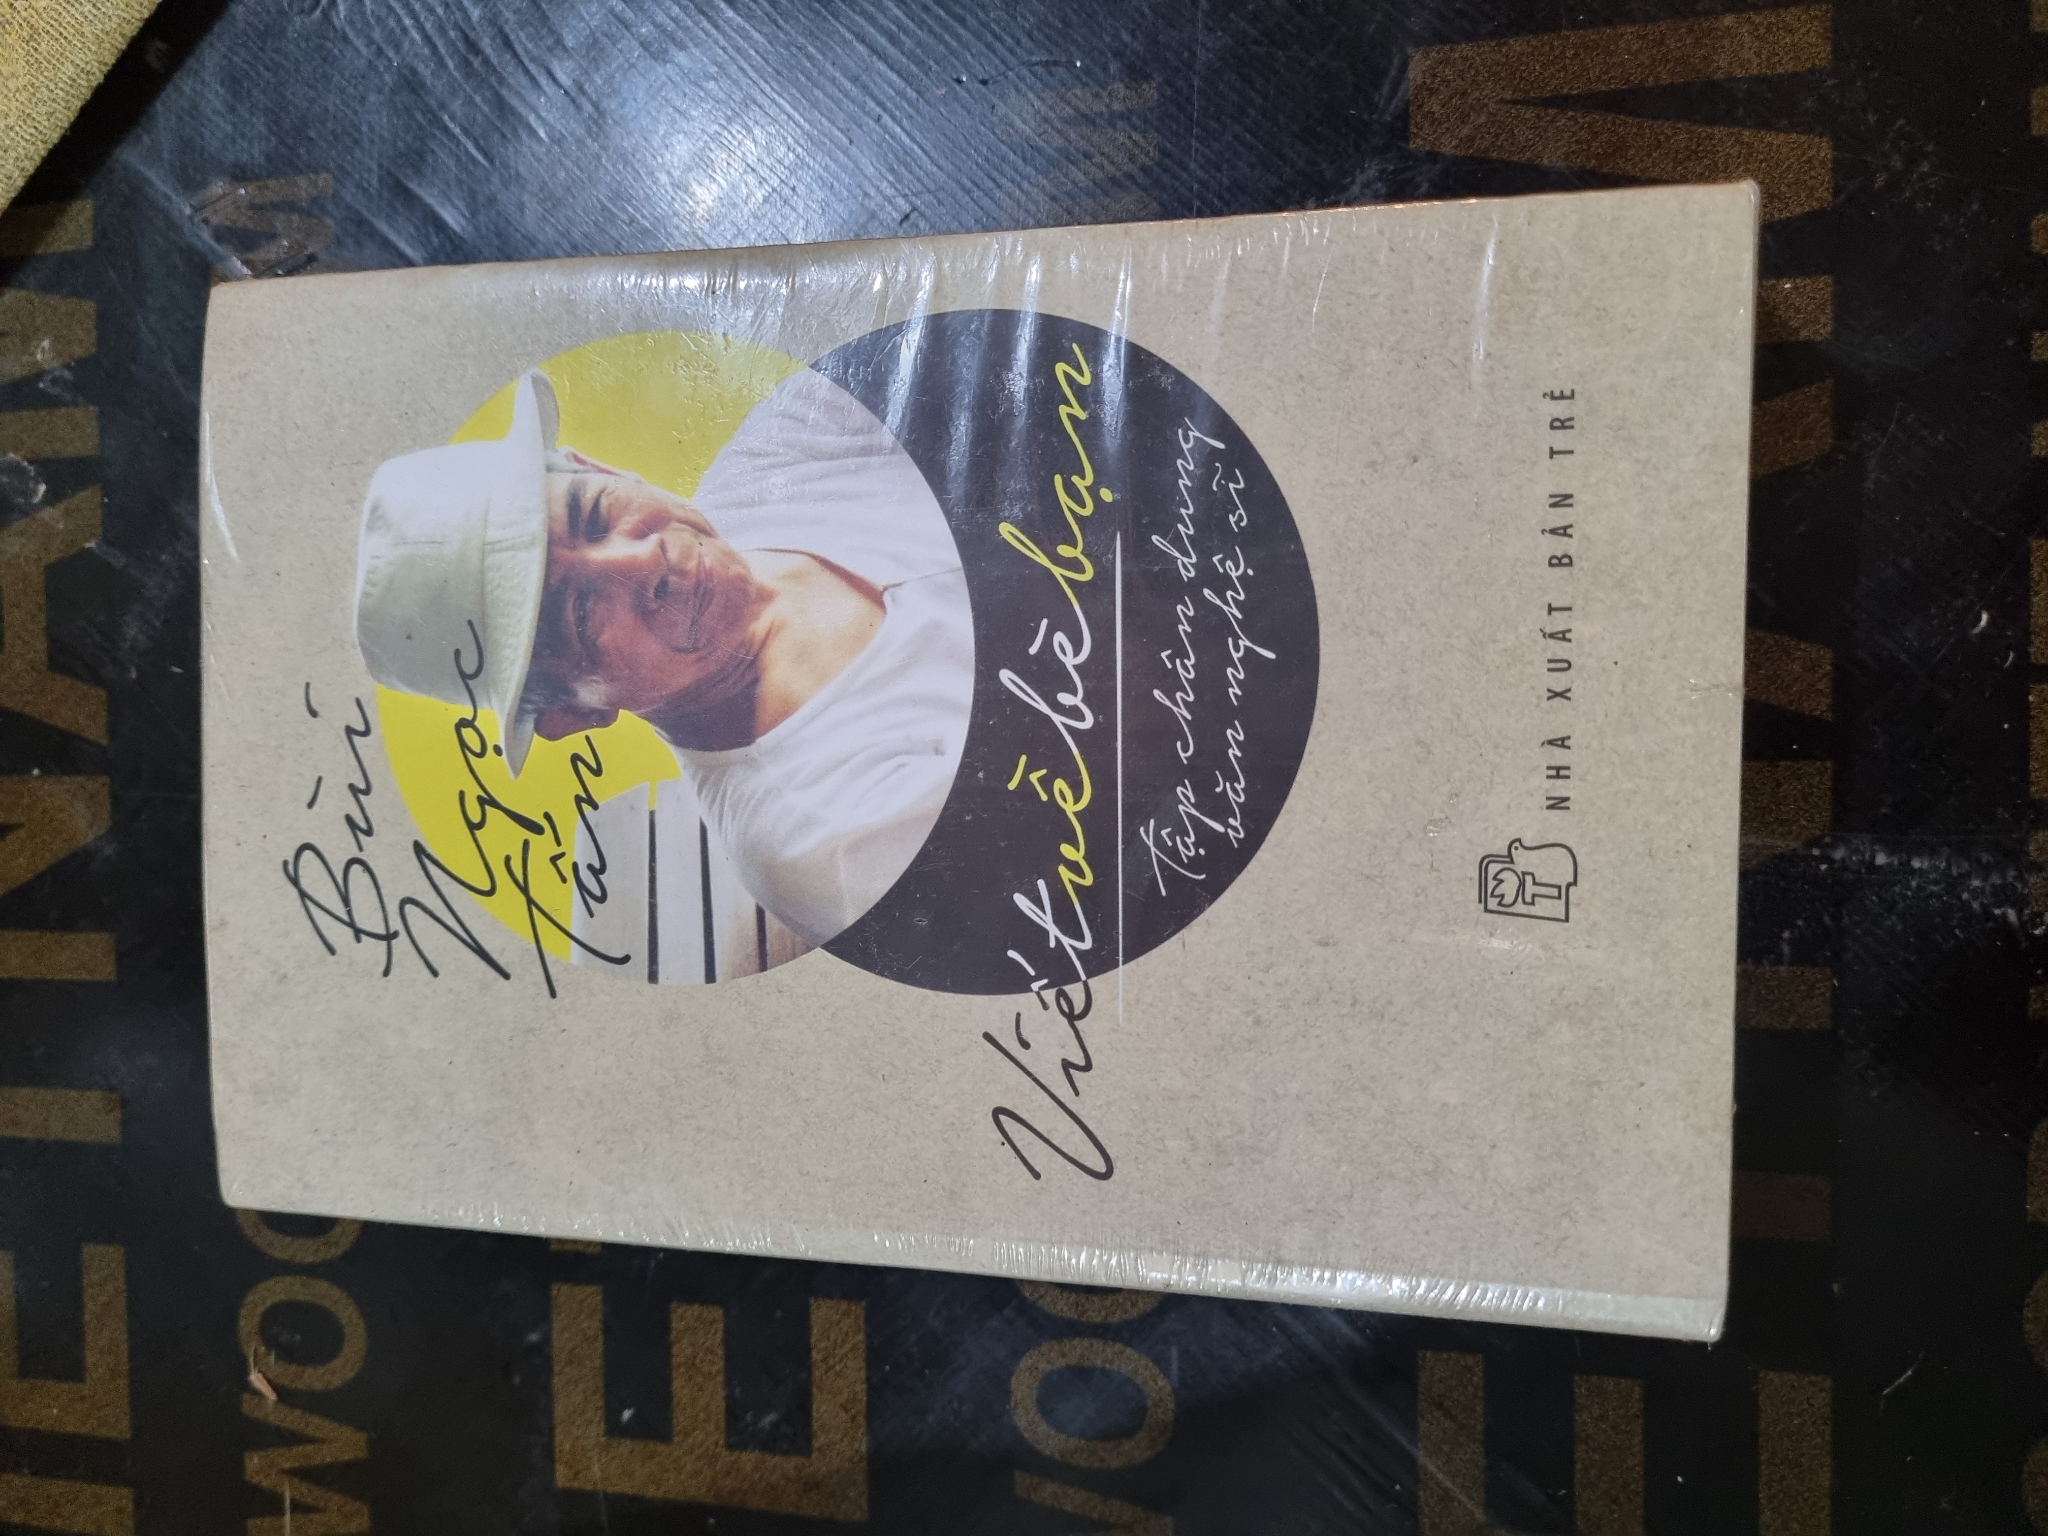 Bùi
Ngọc
Tấn
Viết về bè bạn
Tập chân dung
văn nghệ sĩ
NHÀ XUẤT BẢN TRẺ